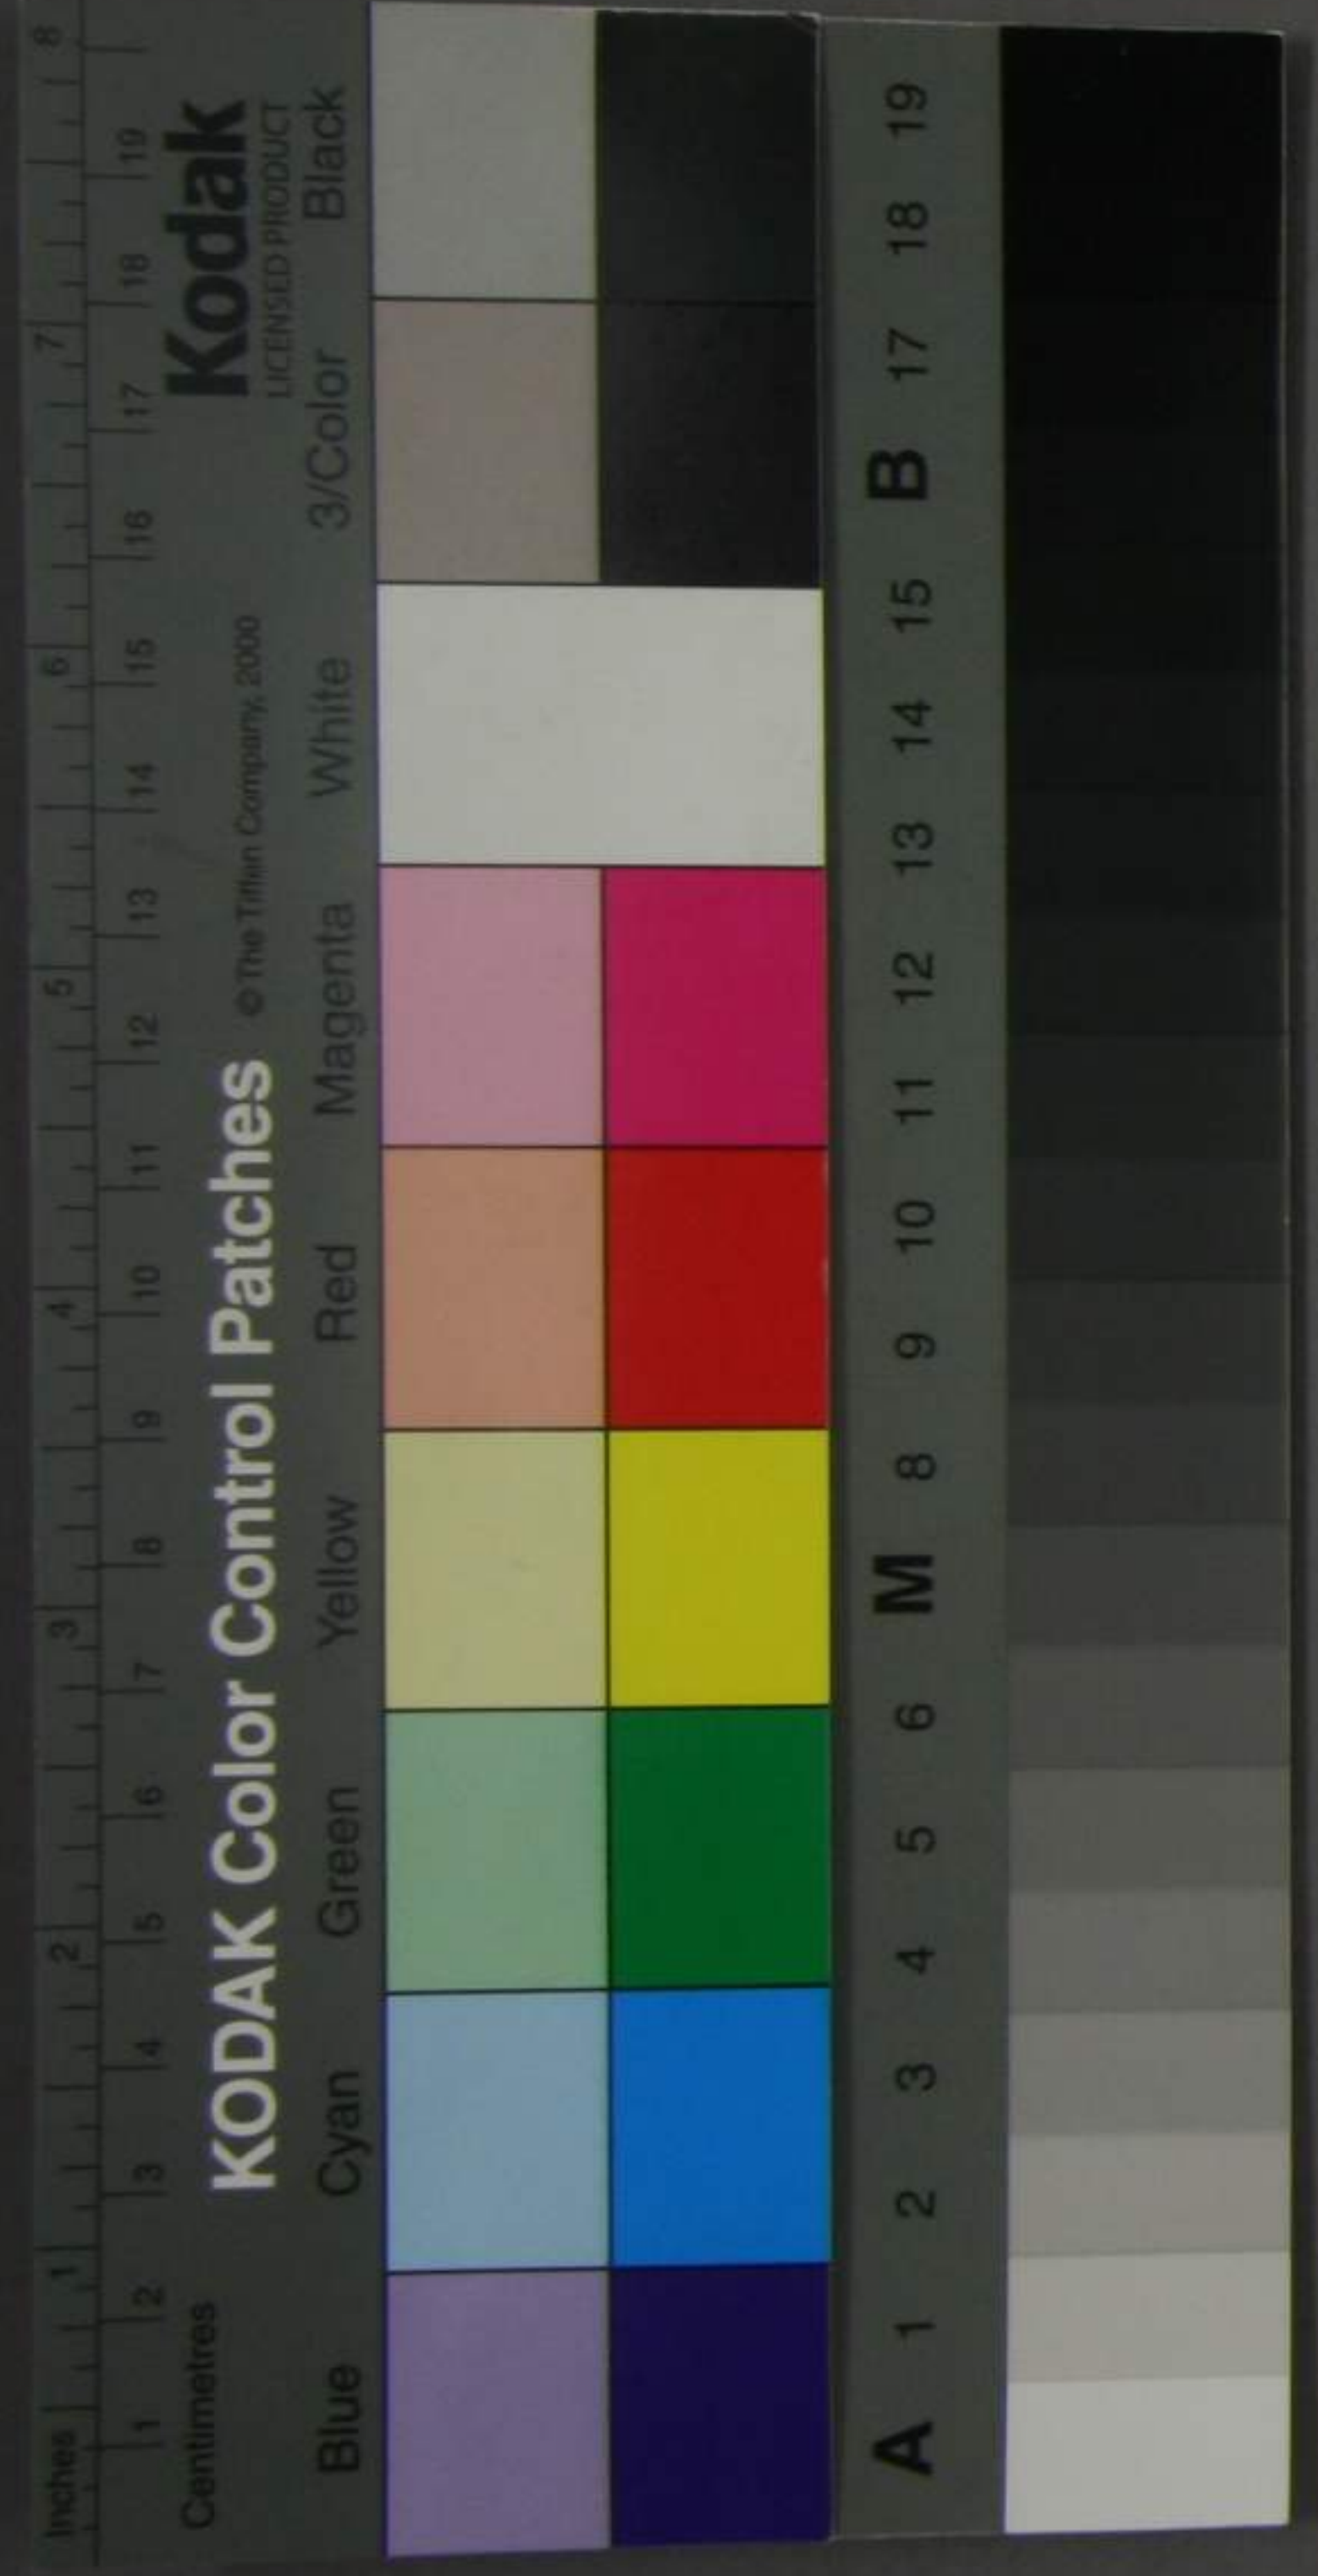 Inches 1 2 3 4 5 6 7 8
1 2 3 4 5 6 7 8 9 10 11 12 13 14 15 16 17 18 19
Centimetres
KODAK Color Control Patches © The Tiffen Company, 2000
Kodak
LICENSED PRODUCT
Blue Cyan Green Yellow Red Magenta White 3/Color Black
A 1 2 3 4 5 6 M 8 9 10 11 12 13 14 15 B 17 18 19